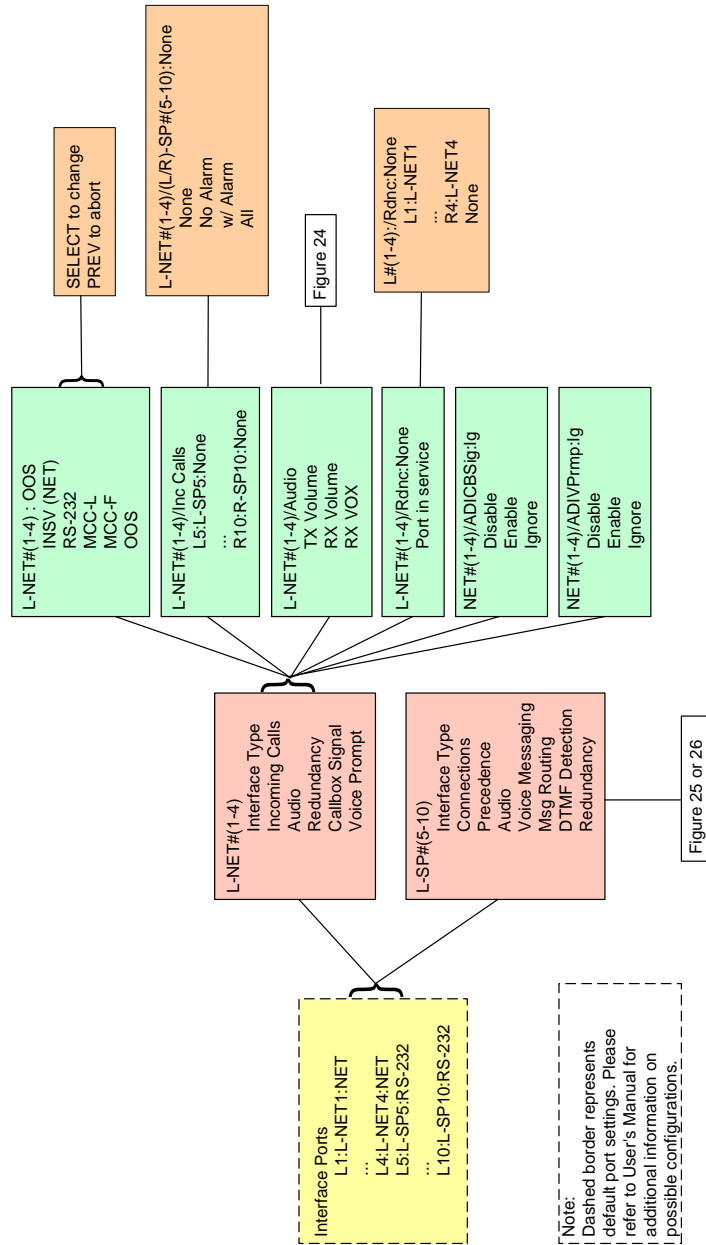 Interface Ports
L1:L-NET1:NET
...
L4:L-NET4:NET
L5:L-SP5:RS-232
...
L10:L-SP10:RS-232
Note:
Dashed border represents
default port settings. Please
refer to User's Manual for
additional information on
possible configurations.
L-NET#(1-4)
Interface Type
Incoming Calls
Audio
Redundancy
Callbox Signal
Voice Prompt
L-SP#(5-10)
Interface Type
Connections
Precedence
Audio
Voice Messaging
Msg Routing
DTMF Detection
Redundancy
Figure 25 or 26
L-NET#(1-4) : OOS
INSV (NET)
RS-232
MCC-L
MCC-F
OOS
L-NET#(1-4)/Inc Calls
L5:L-SP5:None
...
R10:R-SP10:None
L-NET#(1-4)/Audio
TX Volume
RX Volume
RX VOX
L-NET#(1-4)/Rdnc:None
Port in service
NET#(1-4)/ADICBSig:Ig
Disable
Enable
Ignore
NET#(1-4)/ADIVPrmp:Ig
Disable
Enable
Ignore
SELECT to change
PREV to abort
L-NET#(1-4)/(L/R)-SP#(5-10):None
None
No Alarm
w/ Alarm
All
Figure 24
L#(1-4):/Rdnc:None
L1:L-NET1
...
R4:L-NET4
None